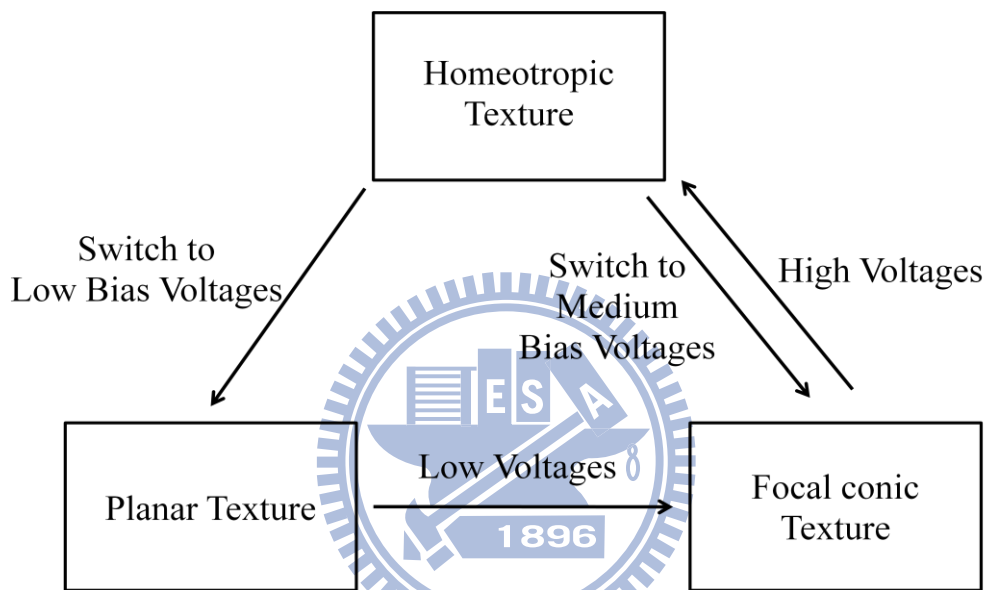 Homeotropic
Texture
Switch to
Low Bias Voltages
Switch to
Medium
Bias Voltages
High Voltages
E S A
Low Voltages
8
Planar Texture
Focal conic
Texture
1896